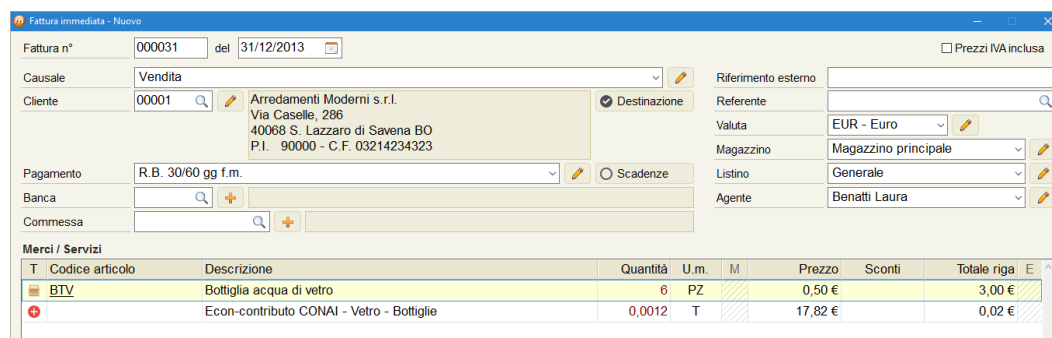 Fattura immediata - Nuovo
Fattura n° 000031 del 31/12/2013 Prezzi IVA inclusa
Causale Vendita Riferimento esterno
Cliente 00001 Arredamenti Moderni s.r.l. Destinazione Referente
Via Caselle, 286
40068 S. Lazzaro di Savena BO Valuta EUR - Euro
P.I. 90000 - C.F. 03214234323 Magazzino Magazzino principale
Pagamento R.B. 30/60 gg f.m. Scadenze Listino Generale
Banca Agente Benatti Laura
Commessa
Merci / Servizi
T Codice articolo Descrizione Quantità U.m. M Prezzo Sconti Totale riga E
BTV Bottiglia acqua di vetro 6 PZ 0,50 € 3,00 €
Econ-contributo CONAI - Vetro - Bottiglie 0,0012 T 17,82 € 0,02 €